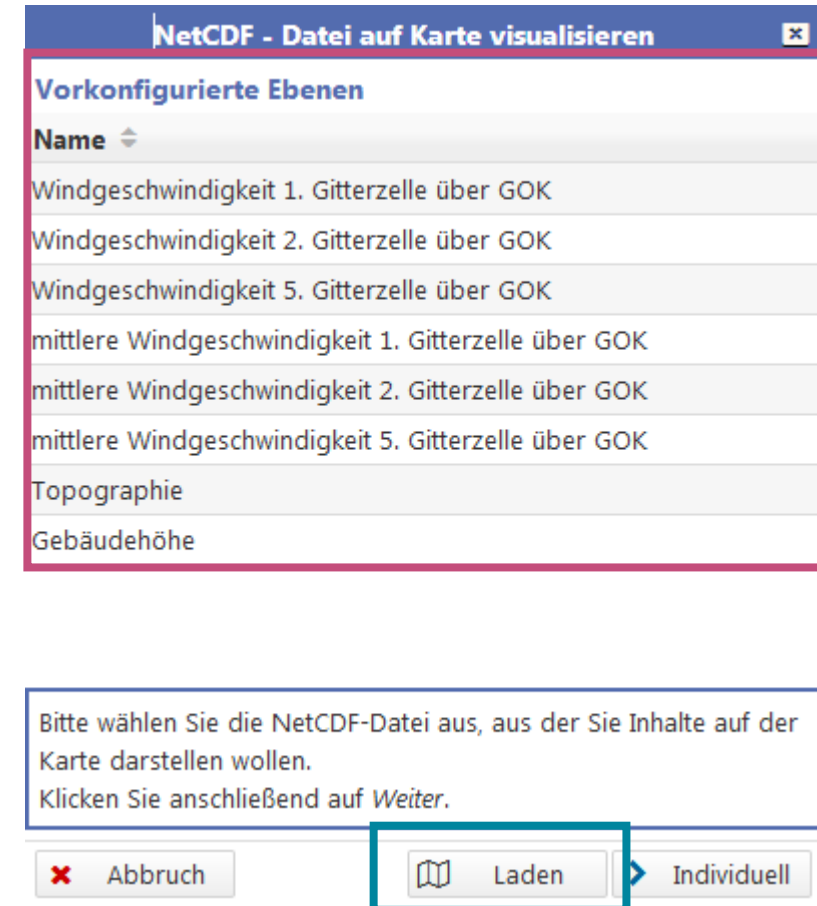 NetCDF - Datei auf Karte visualisieren
Vorkonfigurierte Ebenen
Name
Windgeschwindigkeit 1. Gitterzelle über GOK
Windgeschwindigkeit 2. Gitterzelle über GOK
Windgeschwindigkeit 5. Gitterzelle über GOK
mittlere Windgeschwindigkeit 1. Gitterzelle über GOK
mittlere Windgeschwindigkeit 2. Gitterzelle über GOK
mittlere Windgeschwindigkeit 5. Gitterzelle über GOK
Topographie
Gebäudehöhe
Bitte wählen Sie die NetCDF-Datei aus, aus der Sie Inhalte auf der
Karte darstellen wollen.
Klicken Sie anschließend auf Weiter.
Abbruch Laden Individuell